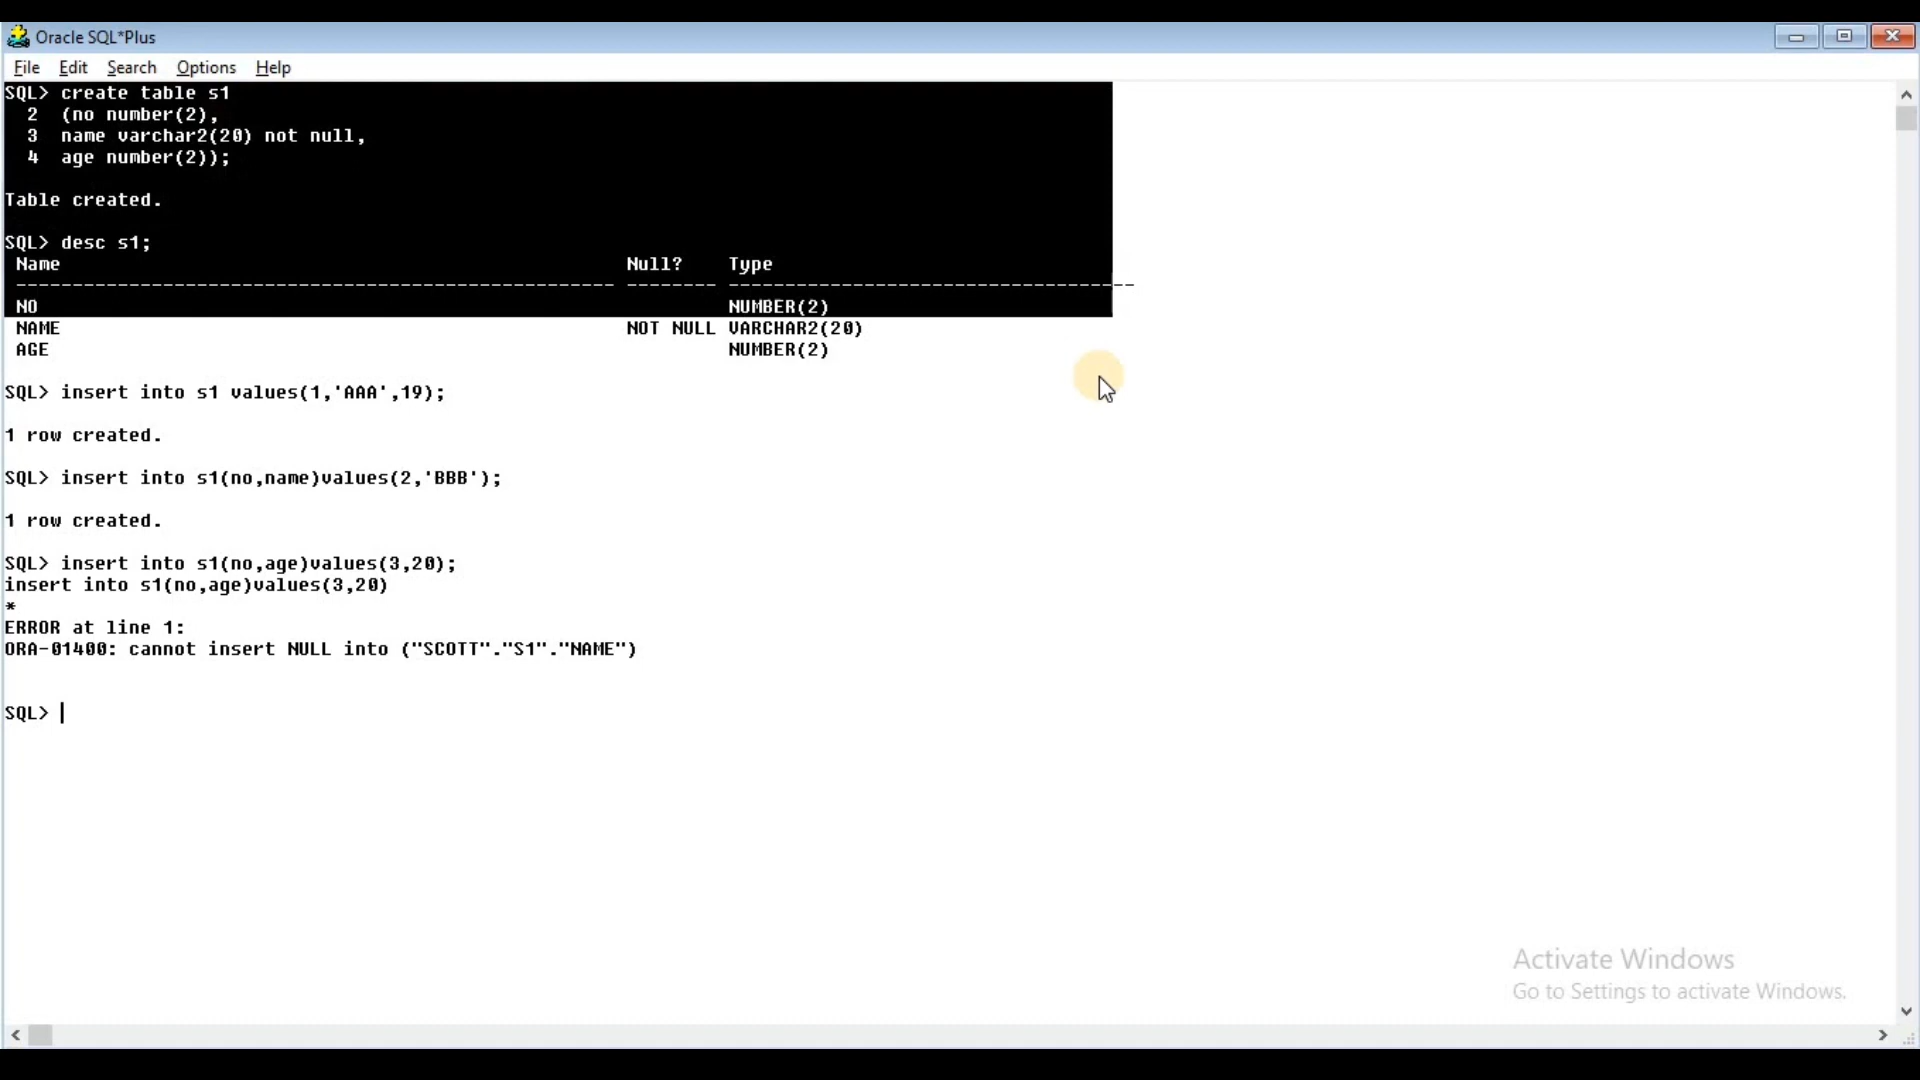 Oracle SQL*Plus
File Edit Search Options Help
SQL> create table s1
2 (no number(2),
3 name varchar2(20) not null,
4 age number(2));
Table created.
SQL> desc s1;
Name Null? Type
----------------------------------------------------- -------- ------------------------------------
NO NUMBER(2)
NAME NOT NULL VARCHAR2(20)
AGE NUMBER(2)
SQL> insert into s1 values(1,'AAA',19);
1 row created.
SQL> insert into s1(no,name)values(2,'BBB');
1 row created.
SQL> insert into s1(no,age)values(3,20);
insert into s1(no,age)values(3,20)
*
ERROR at line 1:
ORA-01400: cannot insert NULL into ("SCOTT"."S1"."NAME")
SQL>
Activate Windows
Go to Settings to activate Windows.